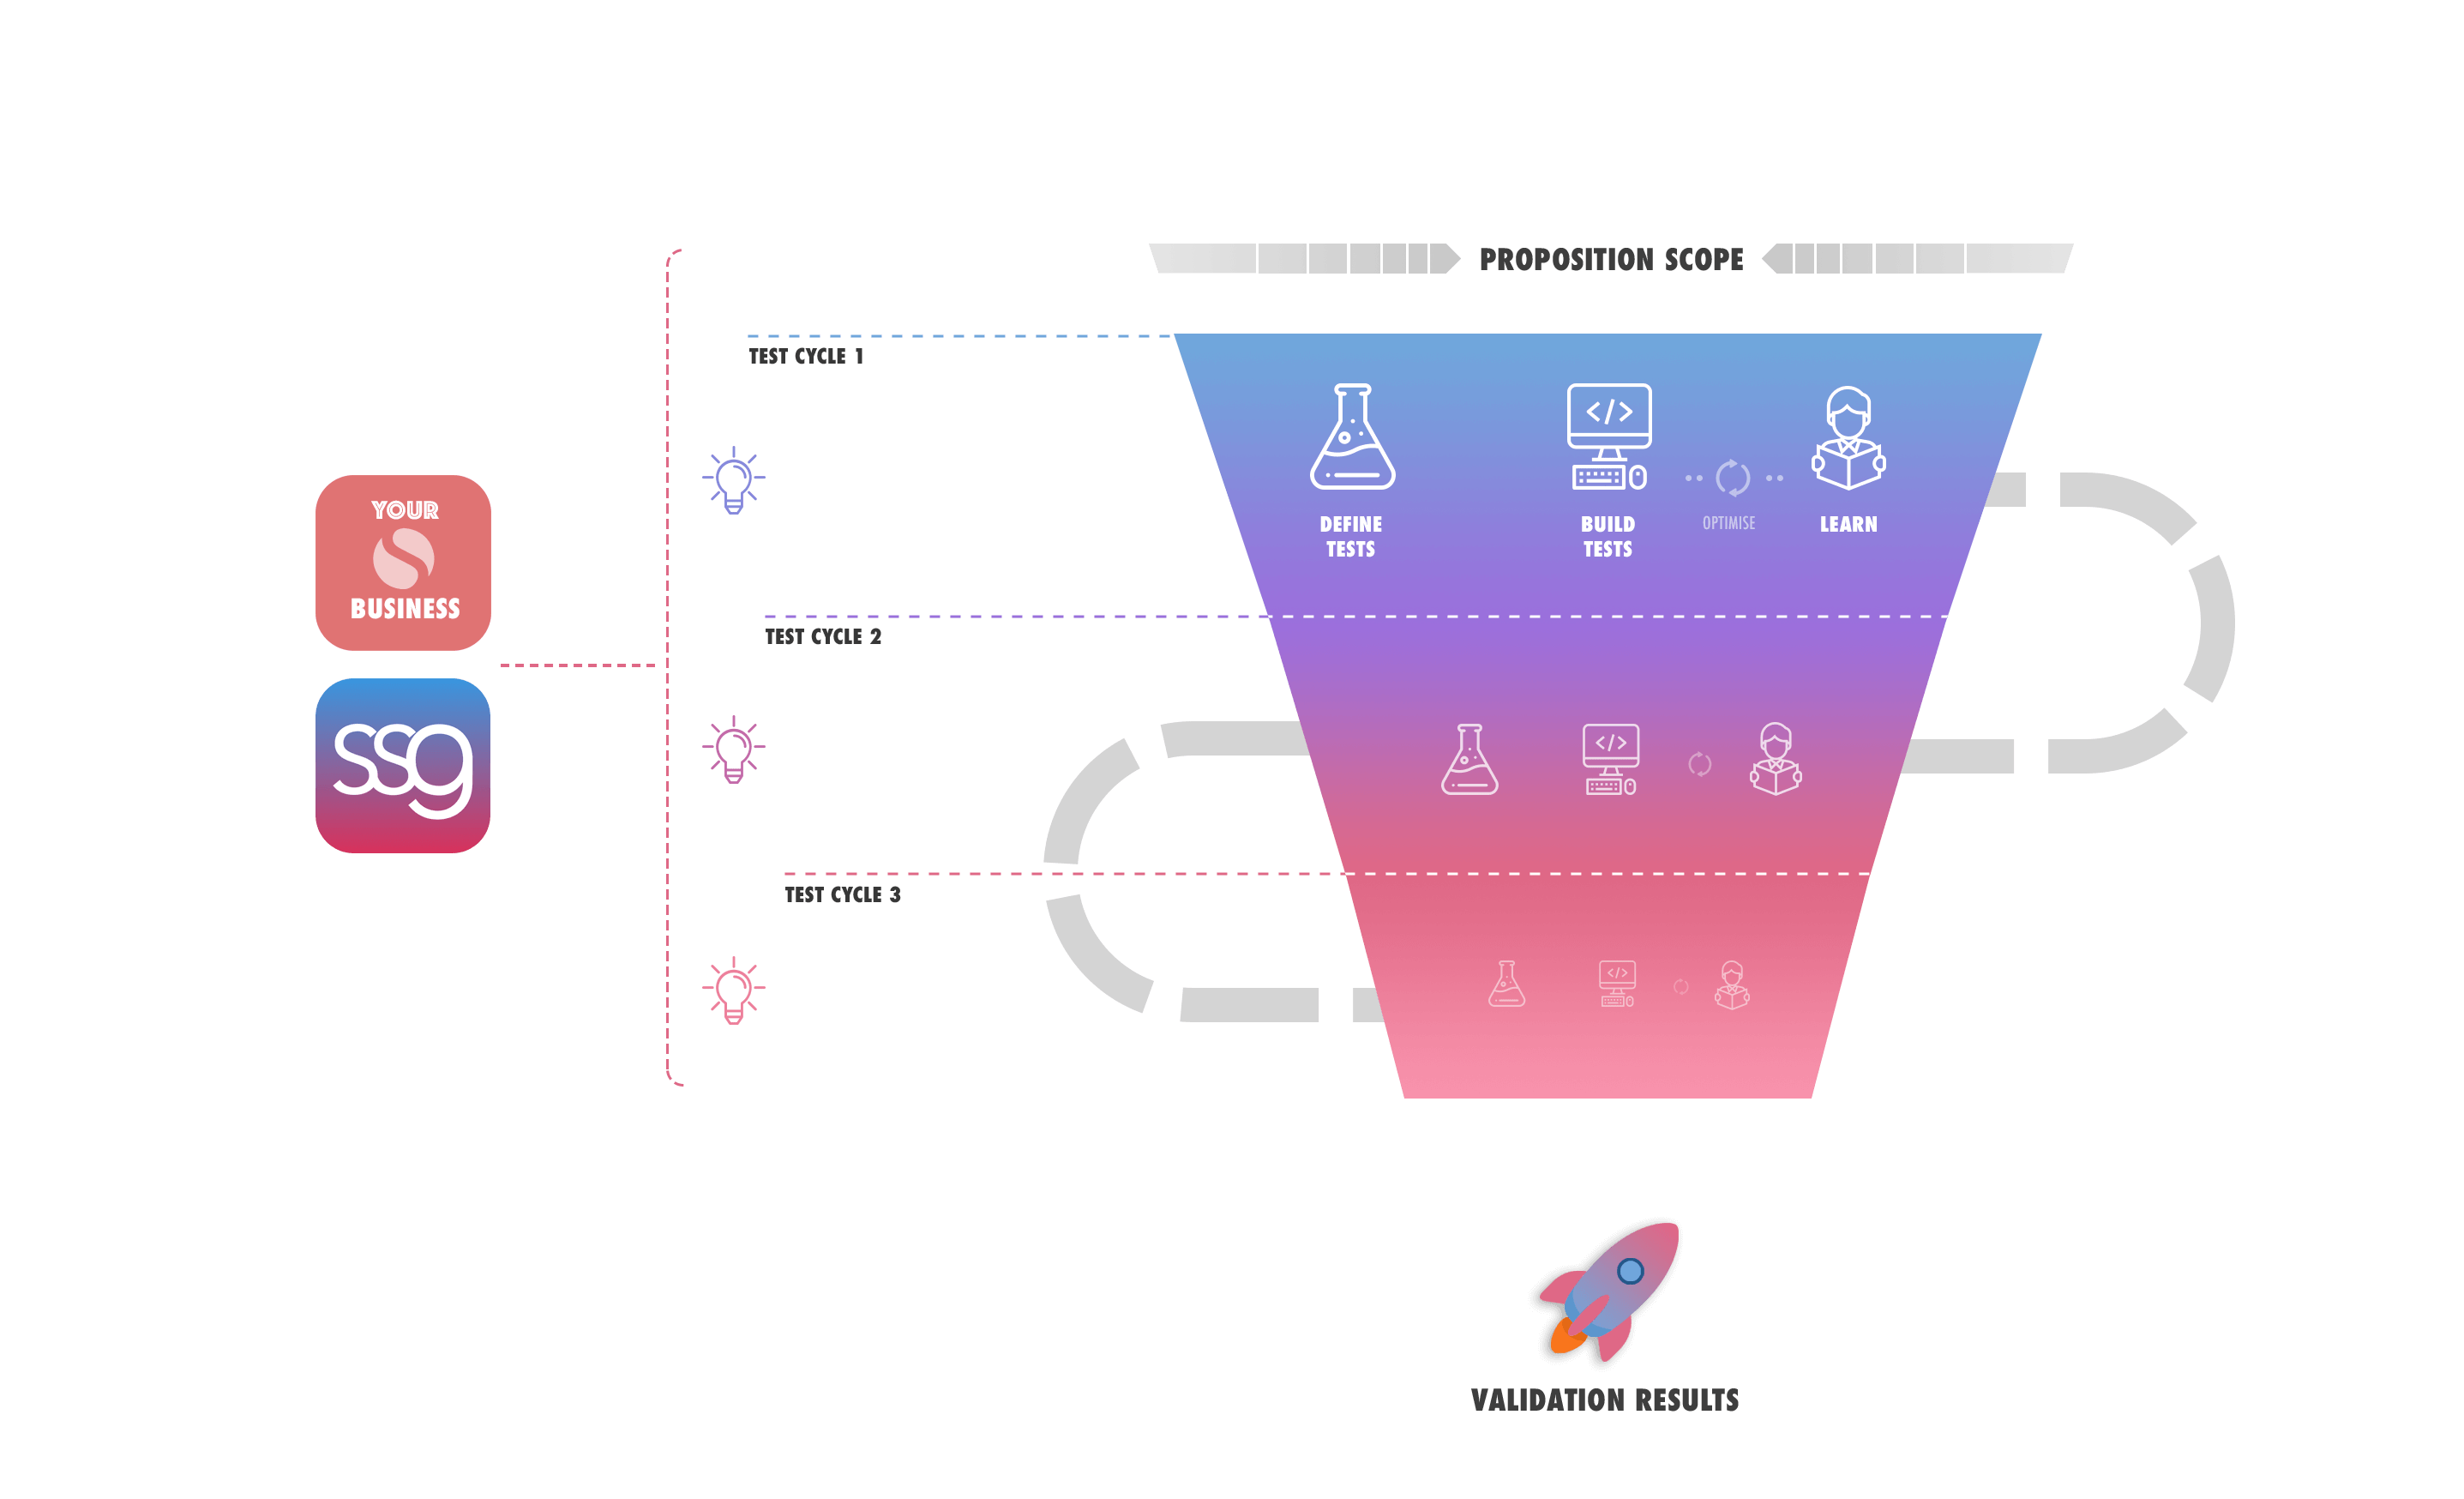 PROPOSITION SCOPE
TEST CYCLE 1
DEFINE
TESTS
BUILD
TESTS
OPTIMISE
LEARN
YOUR
BUSINESS
ssg
TEST CYCLE 2
TEST CYCLE 3
VALIDATION RESULTS